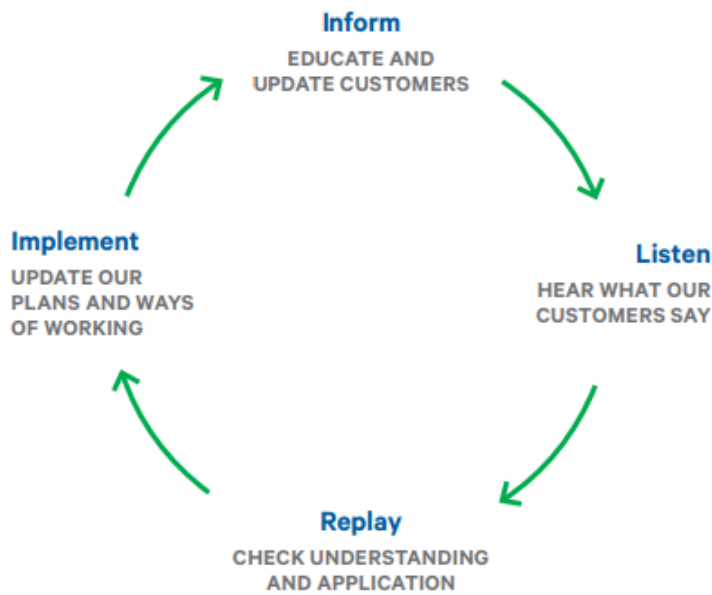 Inform
EDUCATE AND
UPDATE CUSTOMERS
Listen
HEAR WHAT OUR
CUSTOMERS SAY
Replay
CHECK UNDERSTANDING
AND APPLICATION
Implement
UPDATE OUR
PLANS AND WAYS
OF WORKING